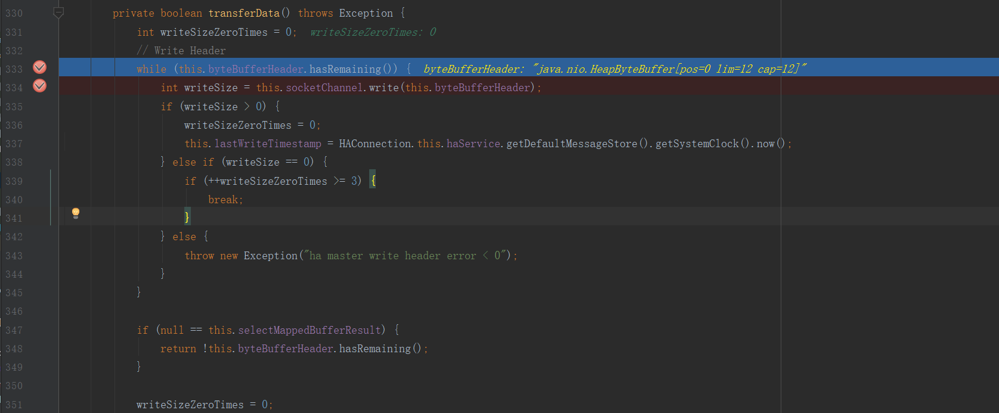 330 private boolean transferData() throws Exception {
331 int writeSizeZeroTimes = 0; writeSizeZeroTimes: 0
332 // Write Header
333 while (this.byteBufferHeader.hasRemaining()) { byteBufferHeader: "java.nio.HeapByteBuffer[pos=0 lim=12 cap=12]"
334 int writeSize = this.socketChannel.write(this.byteBufferHeader);
335 if (writeSize > 0) {
336 writeSizeZeroTimes = 0;
337 this.lastWriteTimestamp = HAConnection.this.haService.getDefaultMessageStore().getSystemClock().now();
338 } else if (writeSize == 0) {
339 if (++writeSizeZeroTimes >= 3) {
340 break;
341 }
342 } else {
343 throw new Exception("ha master write header error < 0");
344 }
345 }
346
347 if (null == this.selectMappedBufferResult) {
348 return !this.byteBufferHeader.hasRemaining();
349 }
350
351 writeSizeZeroTimes = 0;